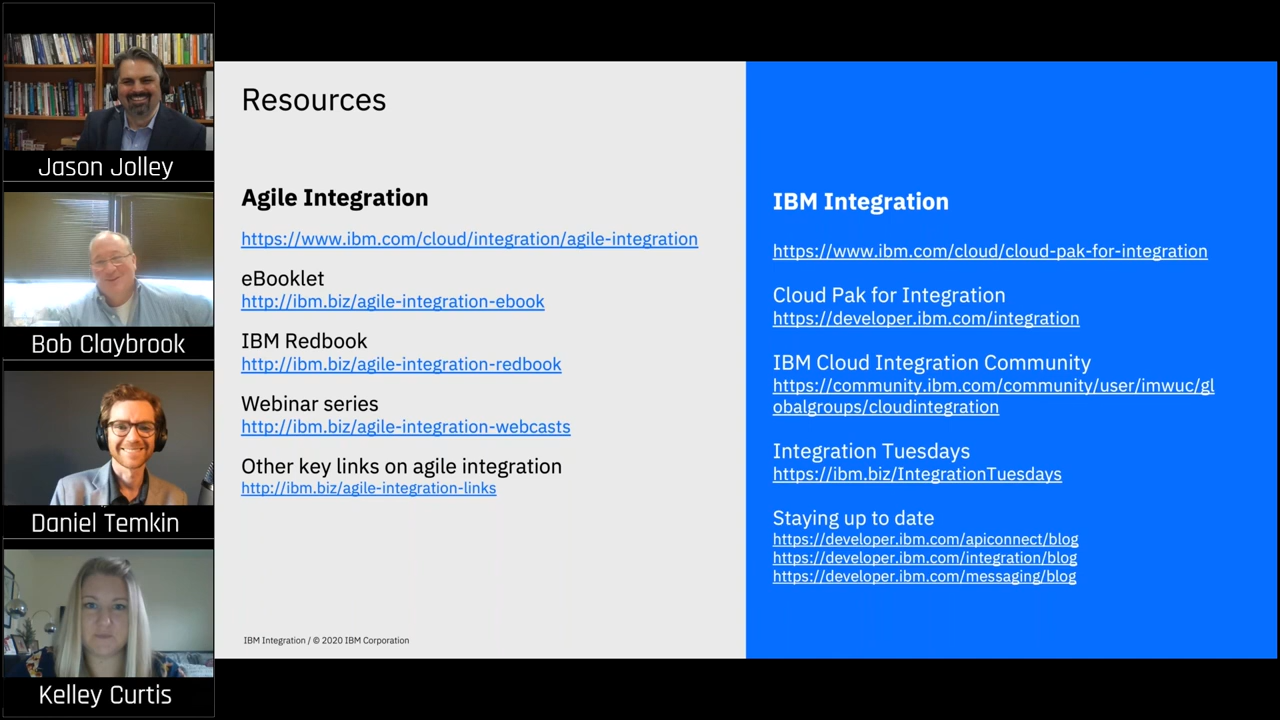 Jason Jolley
Bob Claybrook
Daniel Temkin
Kelley Curtis
Resources
Agile Integration
https://www.ibm.com/cloud/integration/agile-integration
eBooklet
http://ibm.biz/agile-integration-ebook
IBM Redbook
http://ibm.biz/agile-integration-redbook
Webinar series
http://ibm.biz/agile-integration-webcasts
Other key links on agile integration
http://ibm.biz/agile-integration-links
IBM Integration / © 2020 IBM Corporation
IBM Integration
https://www.ibm.com/cloud/cloud-pak-for-integration
Cloud Pak for Integration
https://developer.ibm.com/integration
IBM Cloud Integration Community
https://community.ibm.com/community/user/imwuc/gl
obalgroups/cloudintegration
Integration Tuesdays
https://ibm.biz/IntegrationTuesdays
Staying up to date
https://developer.ibm.com/apiconnect/blog
https://developer.ibm.com/integration/blog
https://developer.ibm.com/messaging/blog